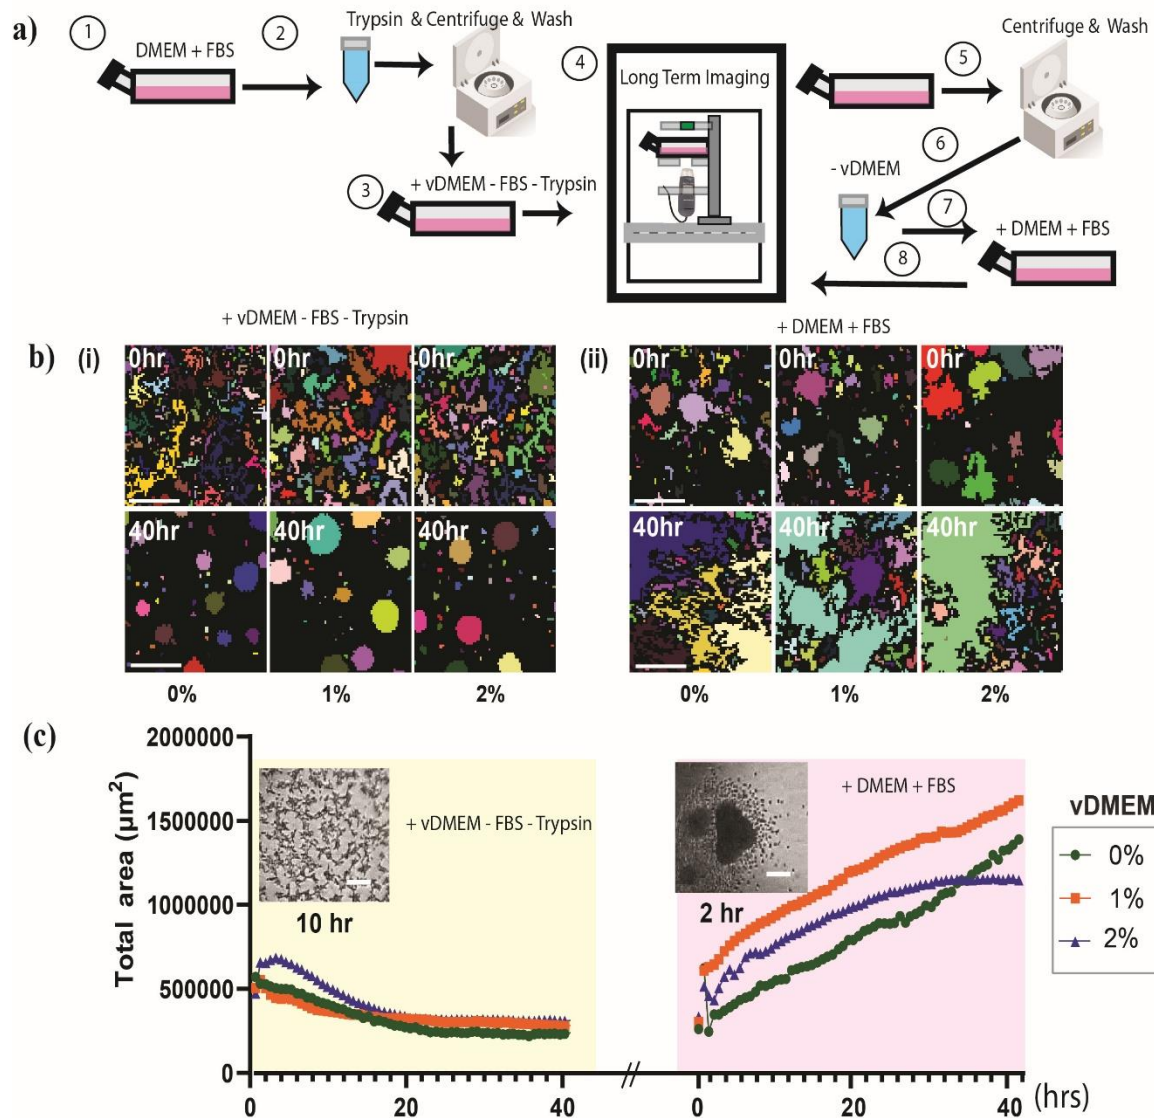 a)
1
DMEM + FBS
2
Trypsin & Centrifuge & Wash
3
+ vDMEM - FBS - Trypsin
4
Long Term Imaging
Centrifuge & Wash
5
6
- vDMEM
7
+ DMEM + FBS
8
b)
+ vDMEM - FBS - Trypsin
(i)
0hr 0hr 0hr
40hr 40hr 40hr
0% 1% 2%
+ DMEM + FBS
(ii)
0hr 0hr 0hr
40hr 40hr 40hr
0% 1% 2%
(c)
Total area (µm²)
2000000
1500000
1000000
500000
0
+ vDMEM - FBS - Trypsin
10 hr
+ DMEM + FBS
2 hr
vDMEM
0%
1%
2%
0 20 40 // 0 20 40 (hrs)